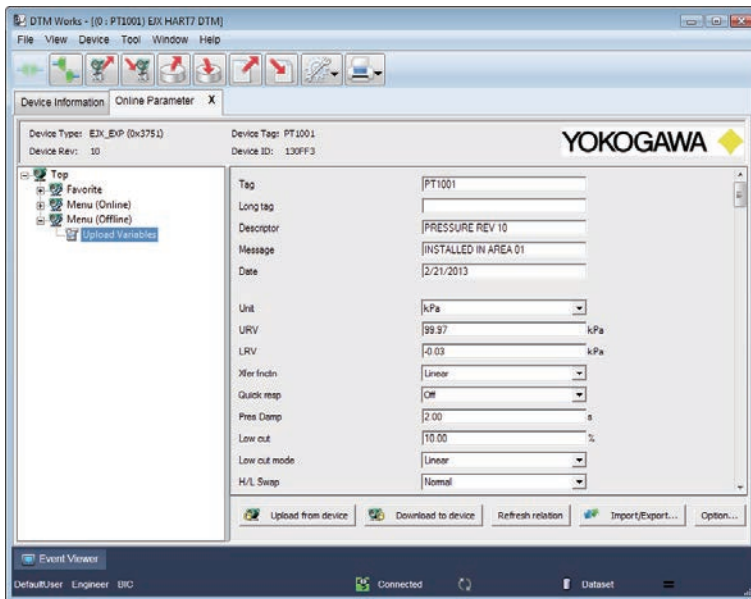 DTM Works - [(0 : PT1001) EJX HART7 DTM]
File View Device Tool Window Help
Device Information Online Parameter X
Device Type: EJX_EXP (0x3751) Device Tag: PT1001
YOKOGAWA
Device Rev: 10 Device ID: 130FF3
Top
Favorite
Menu (Online)
Menu (Offline)
Upload Variables
Tag PT1001
Long tag
Descriptor PRESSURE REV 10
Message INSTALLED IN AREA 01
Date 2/21/2013
Unit kPa
URV 99.97 kPa
LRV -0.03 kPa
Xfer fnctn Linear
Quick resp Off
Pres Damp 2.00 s
Low cut 10.00 %
Low cut mode Linear
H/L Swap Normal
Upload from device Download to device Refresh relation Import/Export... Option...
Event Viewer
DefaultUser Engineer BIC Connected Dataset